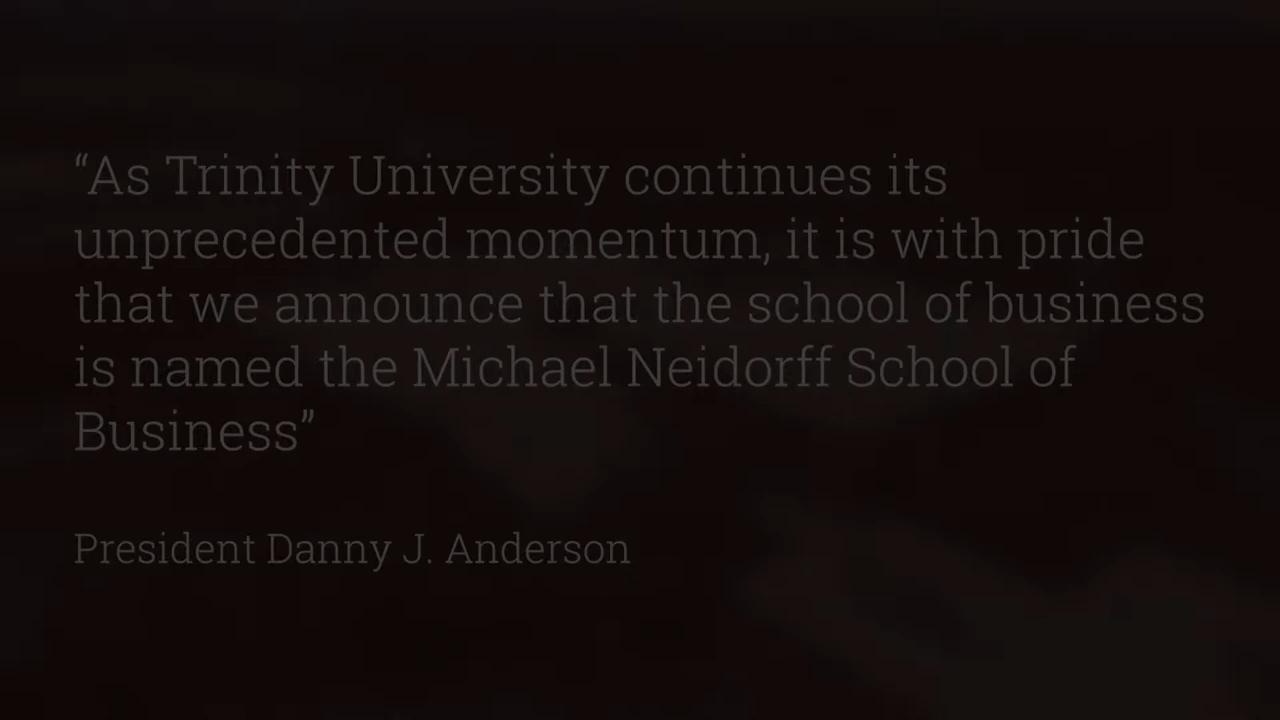 “As Trinity University continues its
unprecedented momentum, it is with pride
that we announce that the school of business
is named the Michael Neidorff School of
Business”
President Danny J. Anderson